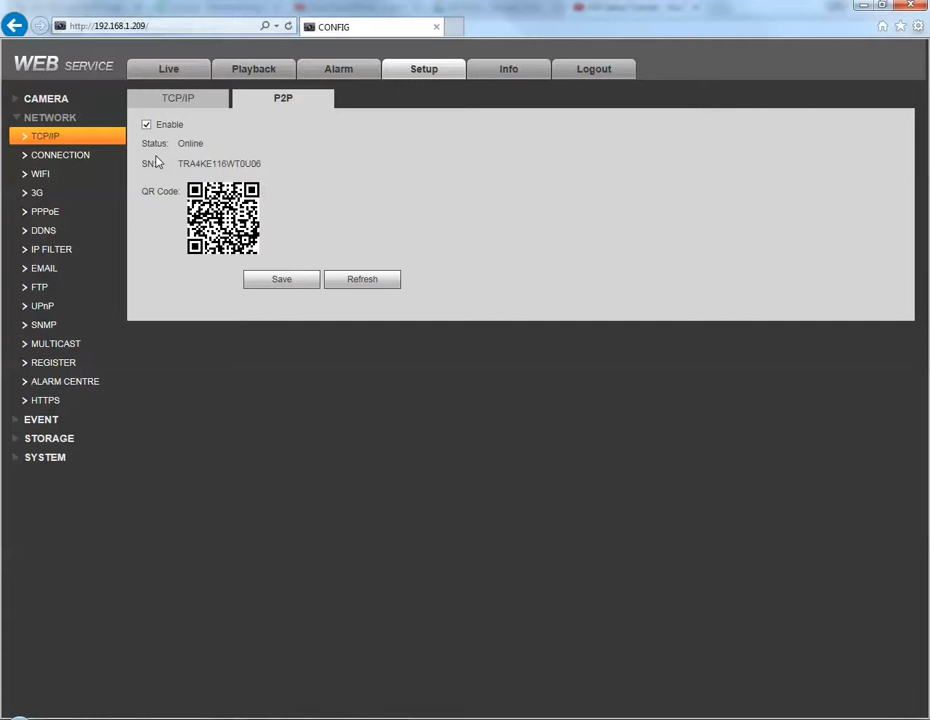 http://192.168.1.209/
CONFIG
WEB SERVICE
Live
Playback
Alarm
Setup
Info
Logout
CAMERA
NETWORK
TCP/IP
CONNECTION
WIFI
3G
PPPoE
DDNS
IP FILTER
EMAIL
FTP
UPnP
SNMP
MULTICAST
REGISTER
ALARM CENTRE
HTTPS
EVENT
STORAGE
SYSTEM
TCP/IP
P2P
Enable
Status: Online
SN TRA4KE116WT0U06
QR Code:
Save
Refresh